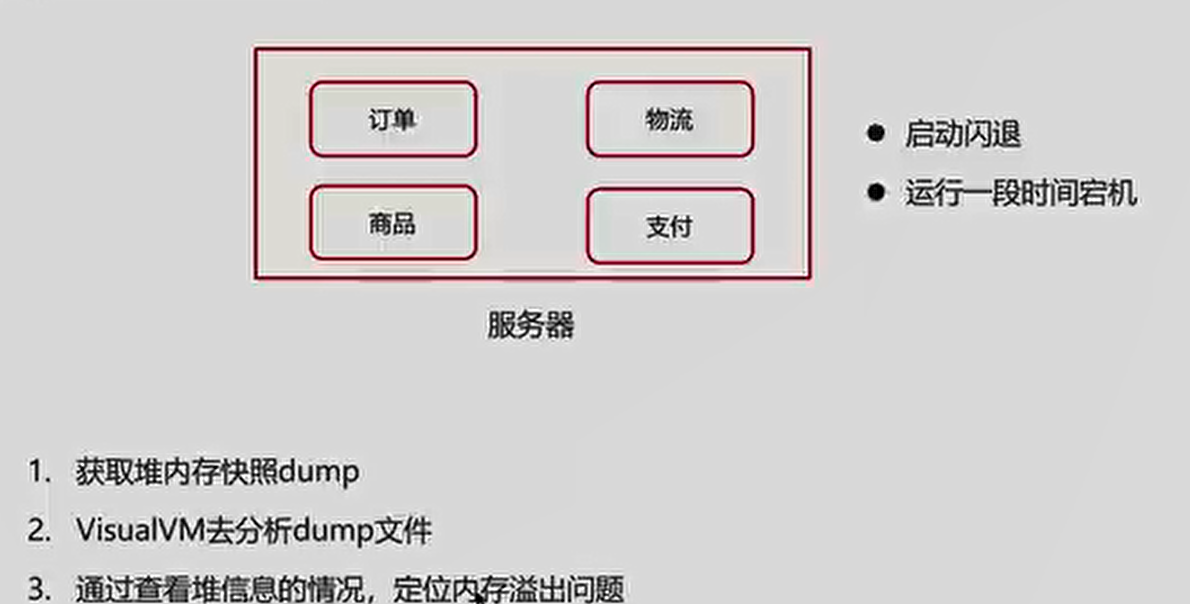 订单
物流
商品
支付
服务器
● 启动闪退
● 运行一段时间宕机
1. 获取堆内存快照dump
2. VisualVM去分析dump文件
3. 通过查看堆信息的情况，定位内存溢出问题